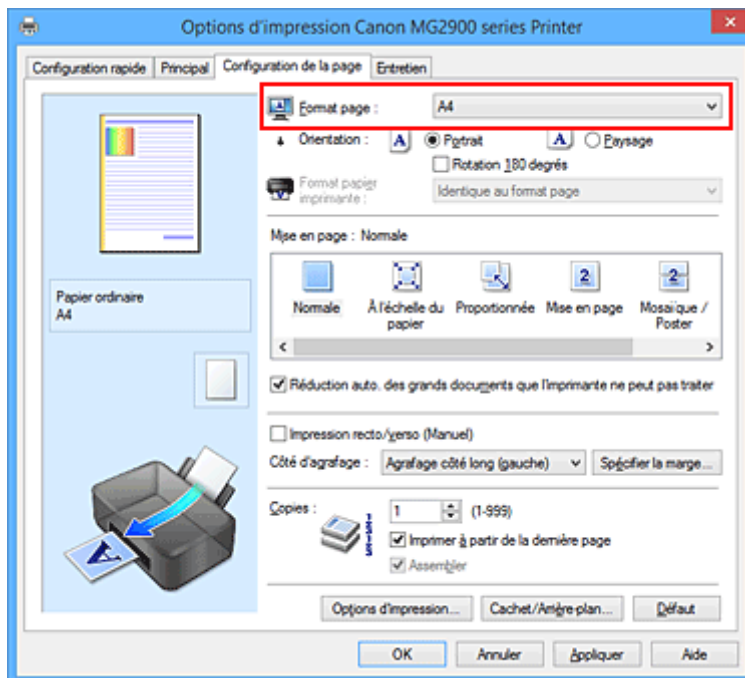 Options d'impression Canon MG2900 series Printer
Configuration rapide Principal Configuration de la page Entretien
Format page : A4
Orientation : A Portrait A Paysage
Rotation 180 degrés
Format papier
imprimante : Identique au format page
Mise en page : Normale
Papier ordinaire
A4
Normale À l'échelle du papier Proportionnée Mise en page Mosaïque / Poster
Réduction auto. des grands documents que l'imprimante ne peut pas traiter
Impression recto/verso (Manuel)
Côté d'agrafage : Agrafage côté long (gauche) Spécifier la marge...
Copies : 1 (1-999)
Imprimer à partir de la dernière page
Assembler
Options d'impression... Cachet/Arrière-plan... Défaut
OK Annuler Appliquer Aide